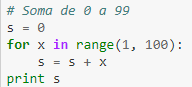 # Soma de 0 a 99
s = 0
for x in range(1, 100):
    s = s + x
print s